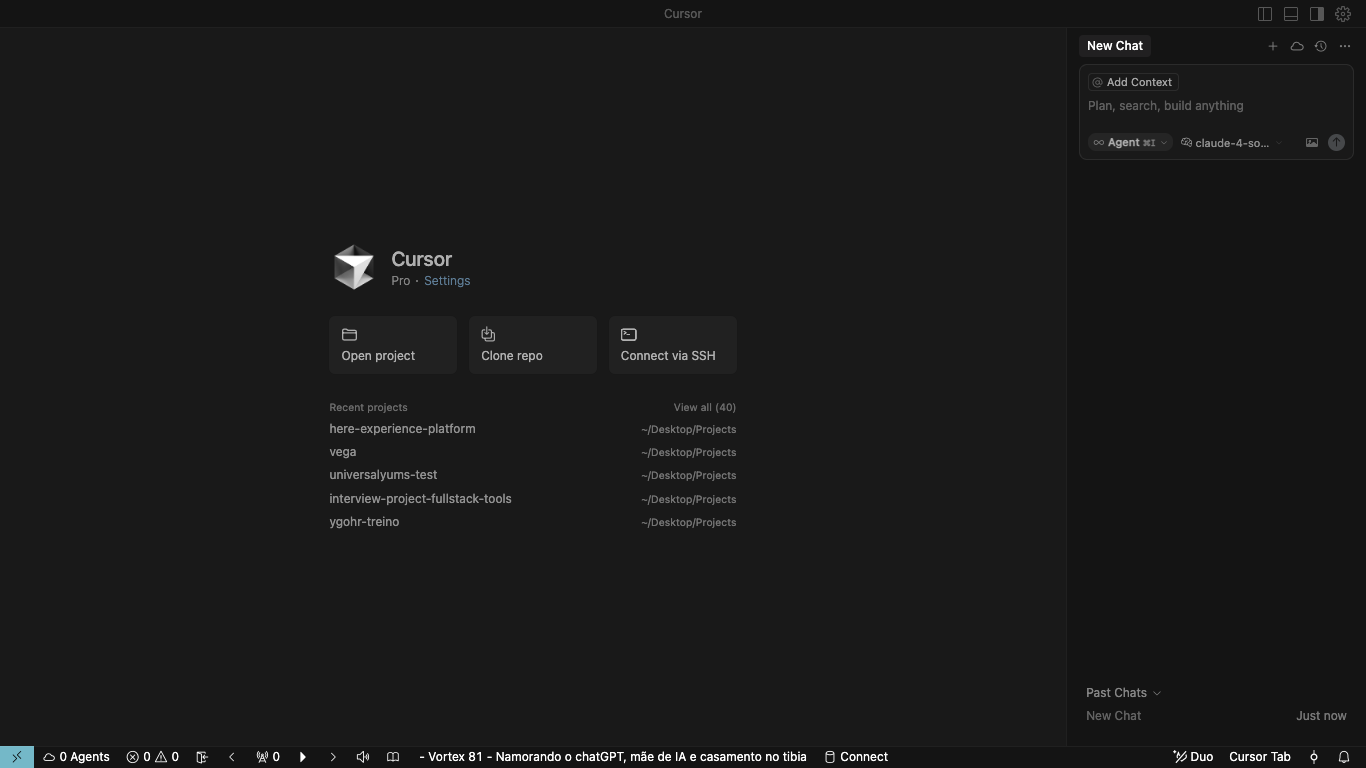 Cursor
New Chat
@ Add Context
Plan, search, build anything
Agent ⌘I
claude-4-so...
Cursor
Pro · Settings
Open project
Clone repo
Connect via SSH
Recent projects
View all (40)
here-experience-platform ~/Desktop/Projects
vega ~/Desktop/Projects
universalyums-test ~/Desktop/Projects
interview-project-fullstack-tools ~/Desktop/Projects
ygohr-treino ~/Desktop/Projects
Past Chats
New Chat Just now
0 Agents 0 0 0 - Vortex 81 - Namorando o chatGPT, mãe de IA e casamento no tibia Connect Duo Cursor Tab